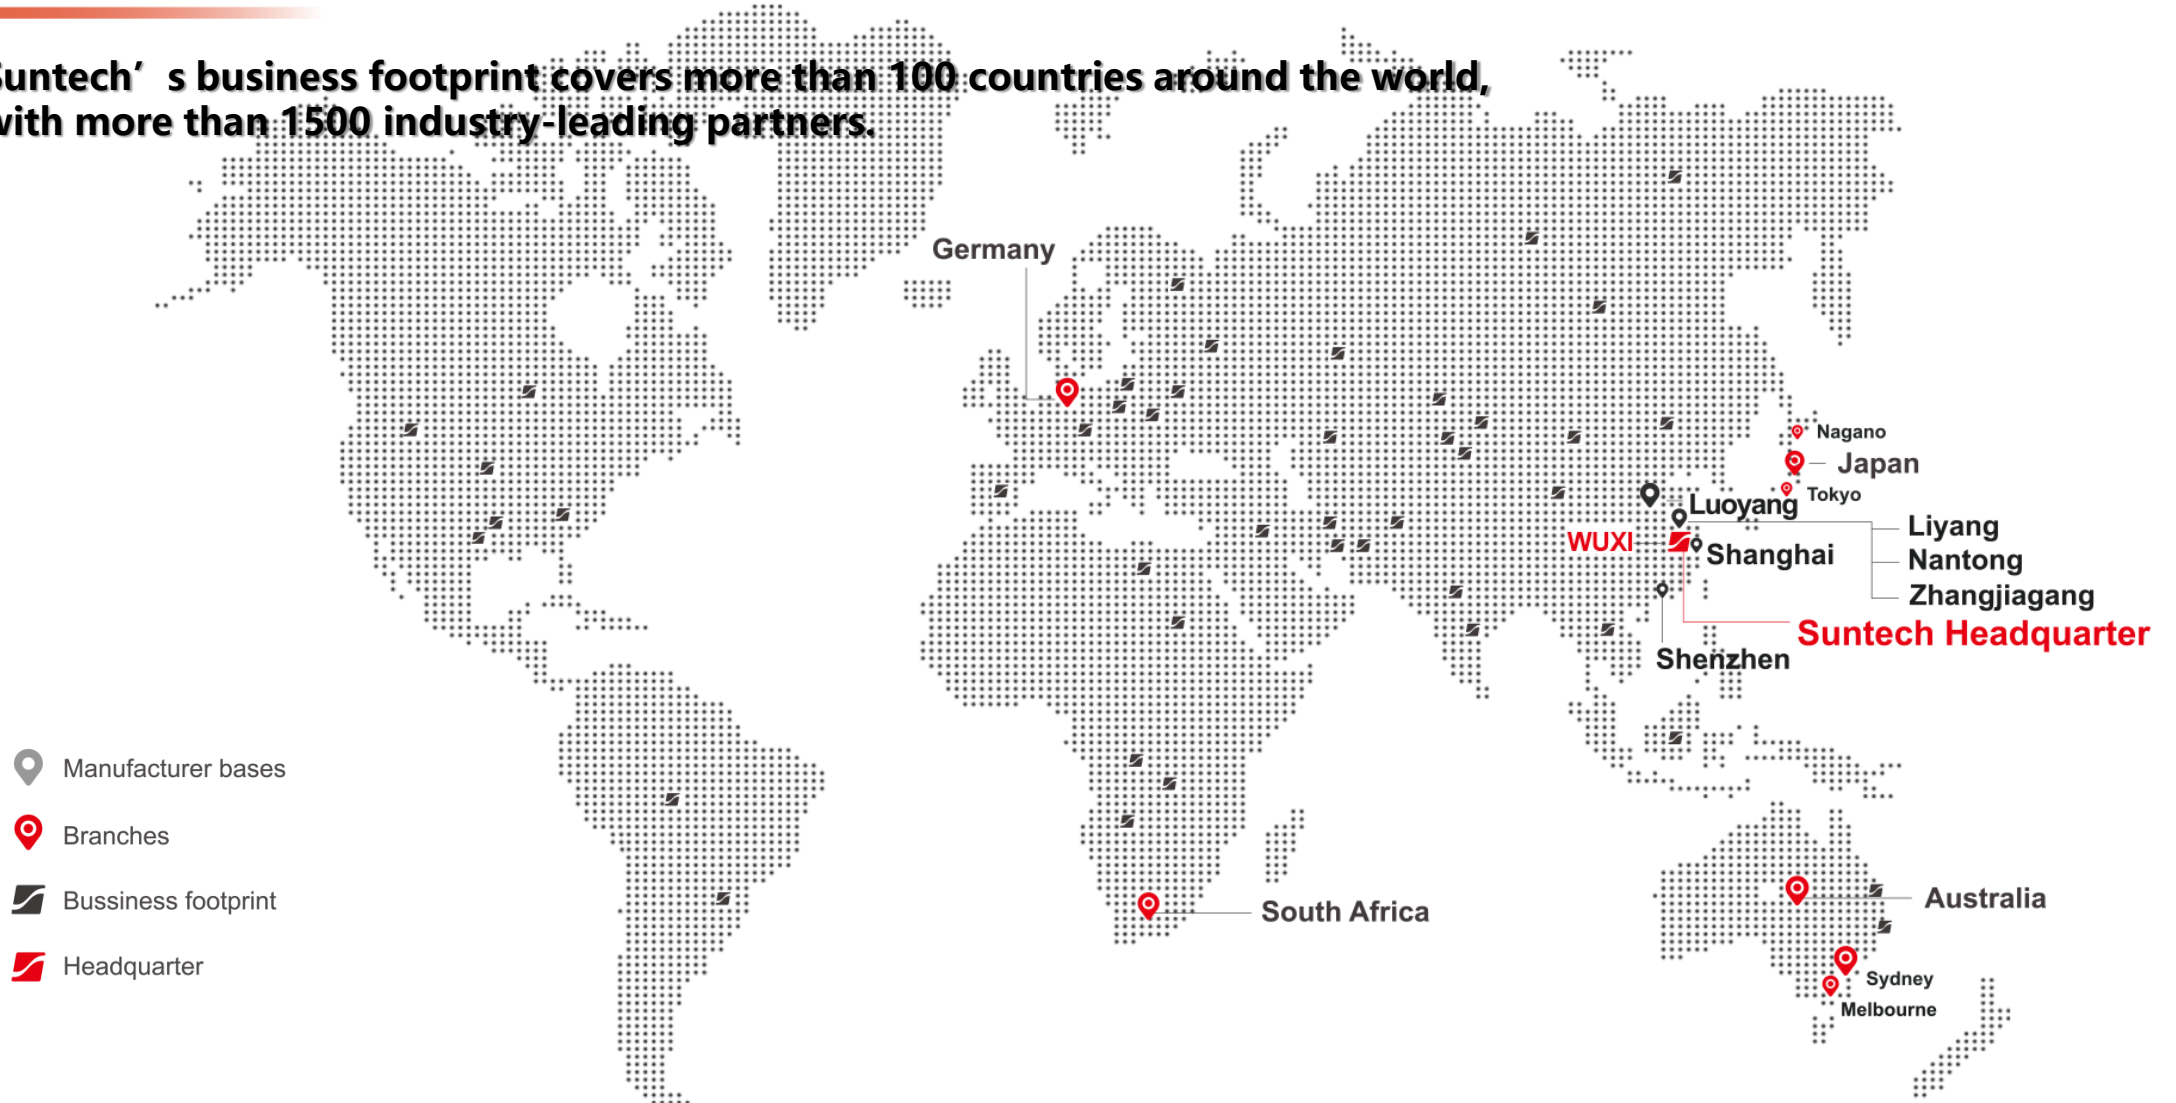 Suntech’ s business footprint covers more than 100 countries around the world,
with more than 1500 industry-leading partners.
Germany
Nagano
Japan
Tokyo
Luoyang
Liyang
WUXI
Shanghai
Nantong
Zhangjiagang
Suntech Headquarter
Shenzhen
Manufacturer bases
Branches
Bussiness footprint
Headquarter
South Africa
Australia
Sydney
Melbourne